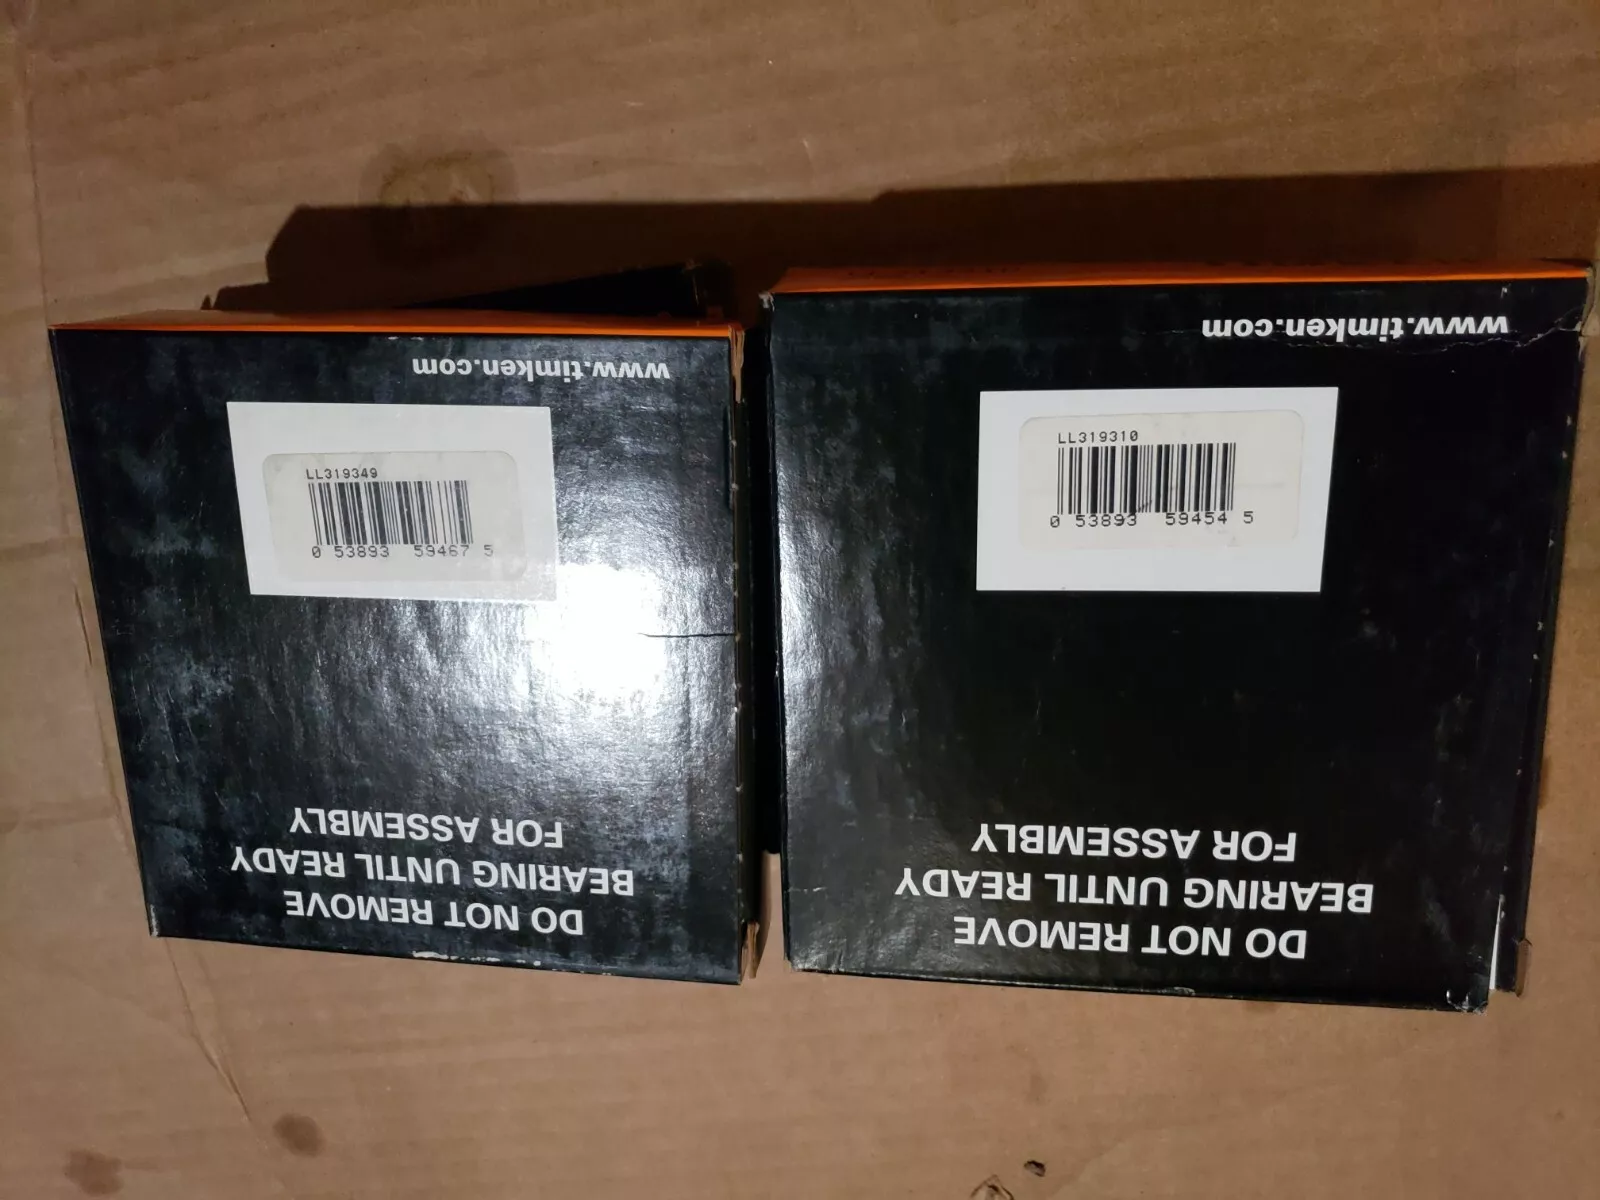 www.timken.com
LL319349
0 53893 59467 5
DO NOT REMOVE
BEARING UNTIL READY
FOR ASSEMBLY
www.timken.com
LL319310
0 53893 59454 5
DO NOT REMOVE
BEARING UNTIL READY
FOR ASSEMBLY